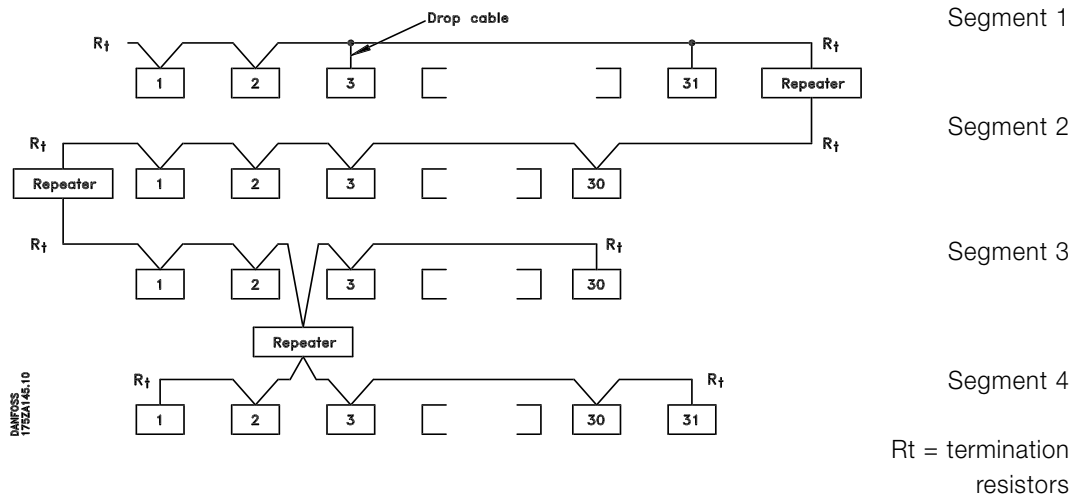 Drop cable
Segment 1
Rt Rt
1 2 3 31 Repeater
Segment 2
Rt Rt
Repeater 1 2 3 30
Rt Rt
Segment 3
1 2 3 30
Repeater
Rt Rt
Segment 4
1 2 3 30 31
DANFOSS
175ZA145.10
Rt = termination
resistors